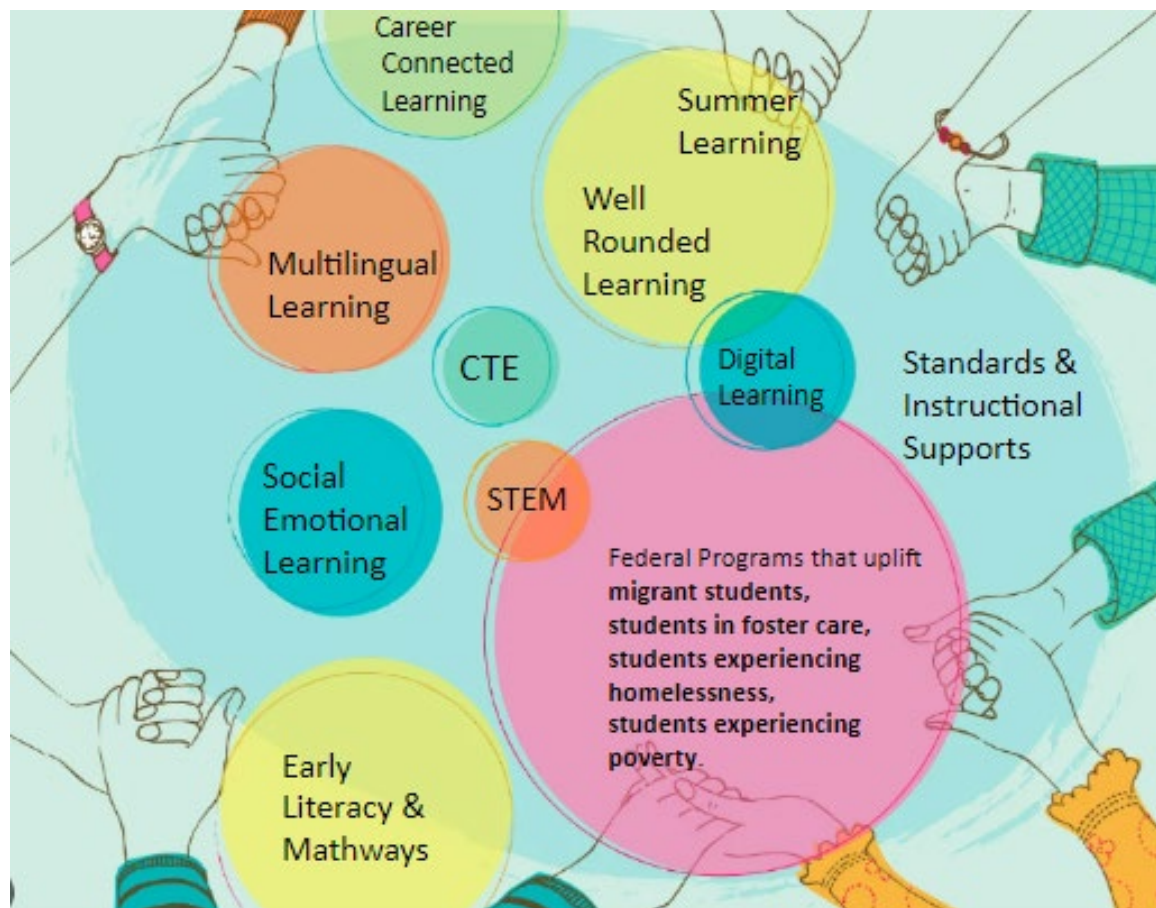 Career
Connected
Learning
Summer
Learning
Well
Rounded
Learning
Multilingual
Learning
CTE
Digital
Learning
Standards &
Instructional
Supports
Social
Emotional
Learning
STEM
Federal Programs that uplift
migrant students,
students in foster care,
students experiencing
homelessness,
students experiencing
poverty.
Early
Literacy &
Mathways